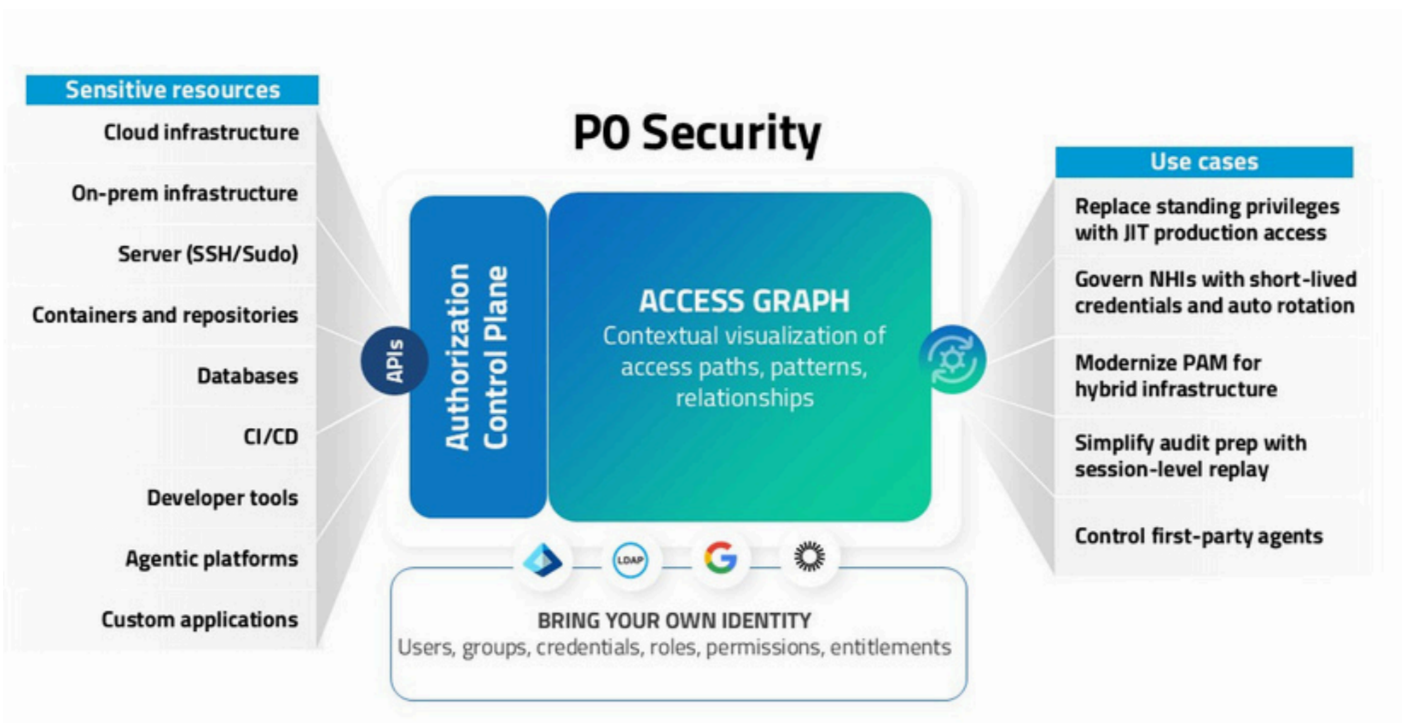 Sensitive resources
Cloud infrastructure
On-prem infrastructure
Server (SSH/Sudo)
Containers and repositories
Databases
CI/CD
Developer tools
Agentic platforms
Custom applications
P0 Security
APIs
Authorization
Control Plane
ACCESS GRAPH
Contextual visualization of
access paths, patterns,
relationships
LDAP
BRING YOUR OWN IDENTITY
Users, groups, credentials, roles, permissions, entitlements
Use cases
Replace standing privileges
with JIT production access
Govern NHIs with short-lived
credentials and auto rotation
Modernize PAM for
hybrid infrastructure
Simplify audit prep with
session-level replay
Control first-party agents